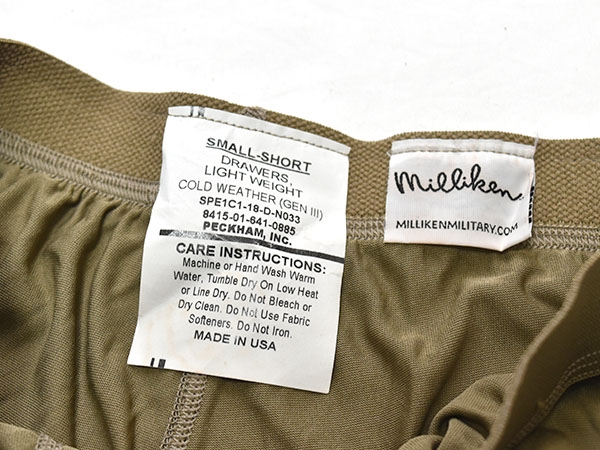 SMALL-SHORT
DRAWERS
LIGHT WEIGHT
COLD WEATHER (GEN III)
SPE1C1-18-D-N033
8415-01-641-0885
PECKHAM, INC.
CARE INSTRUCTIONS:
Machine or Hand Wash Warm
Water, Tumble Dry On Low Heat
or Line Dry. Do Not Bleach or
Dry Clean. Do Not Use Fabric
Softeners. Do Not Iron.
MADE IN USA
Milliken
MILLIKENMILITARY.COM